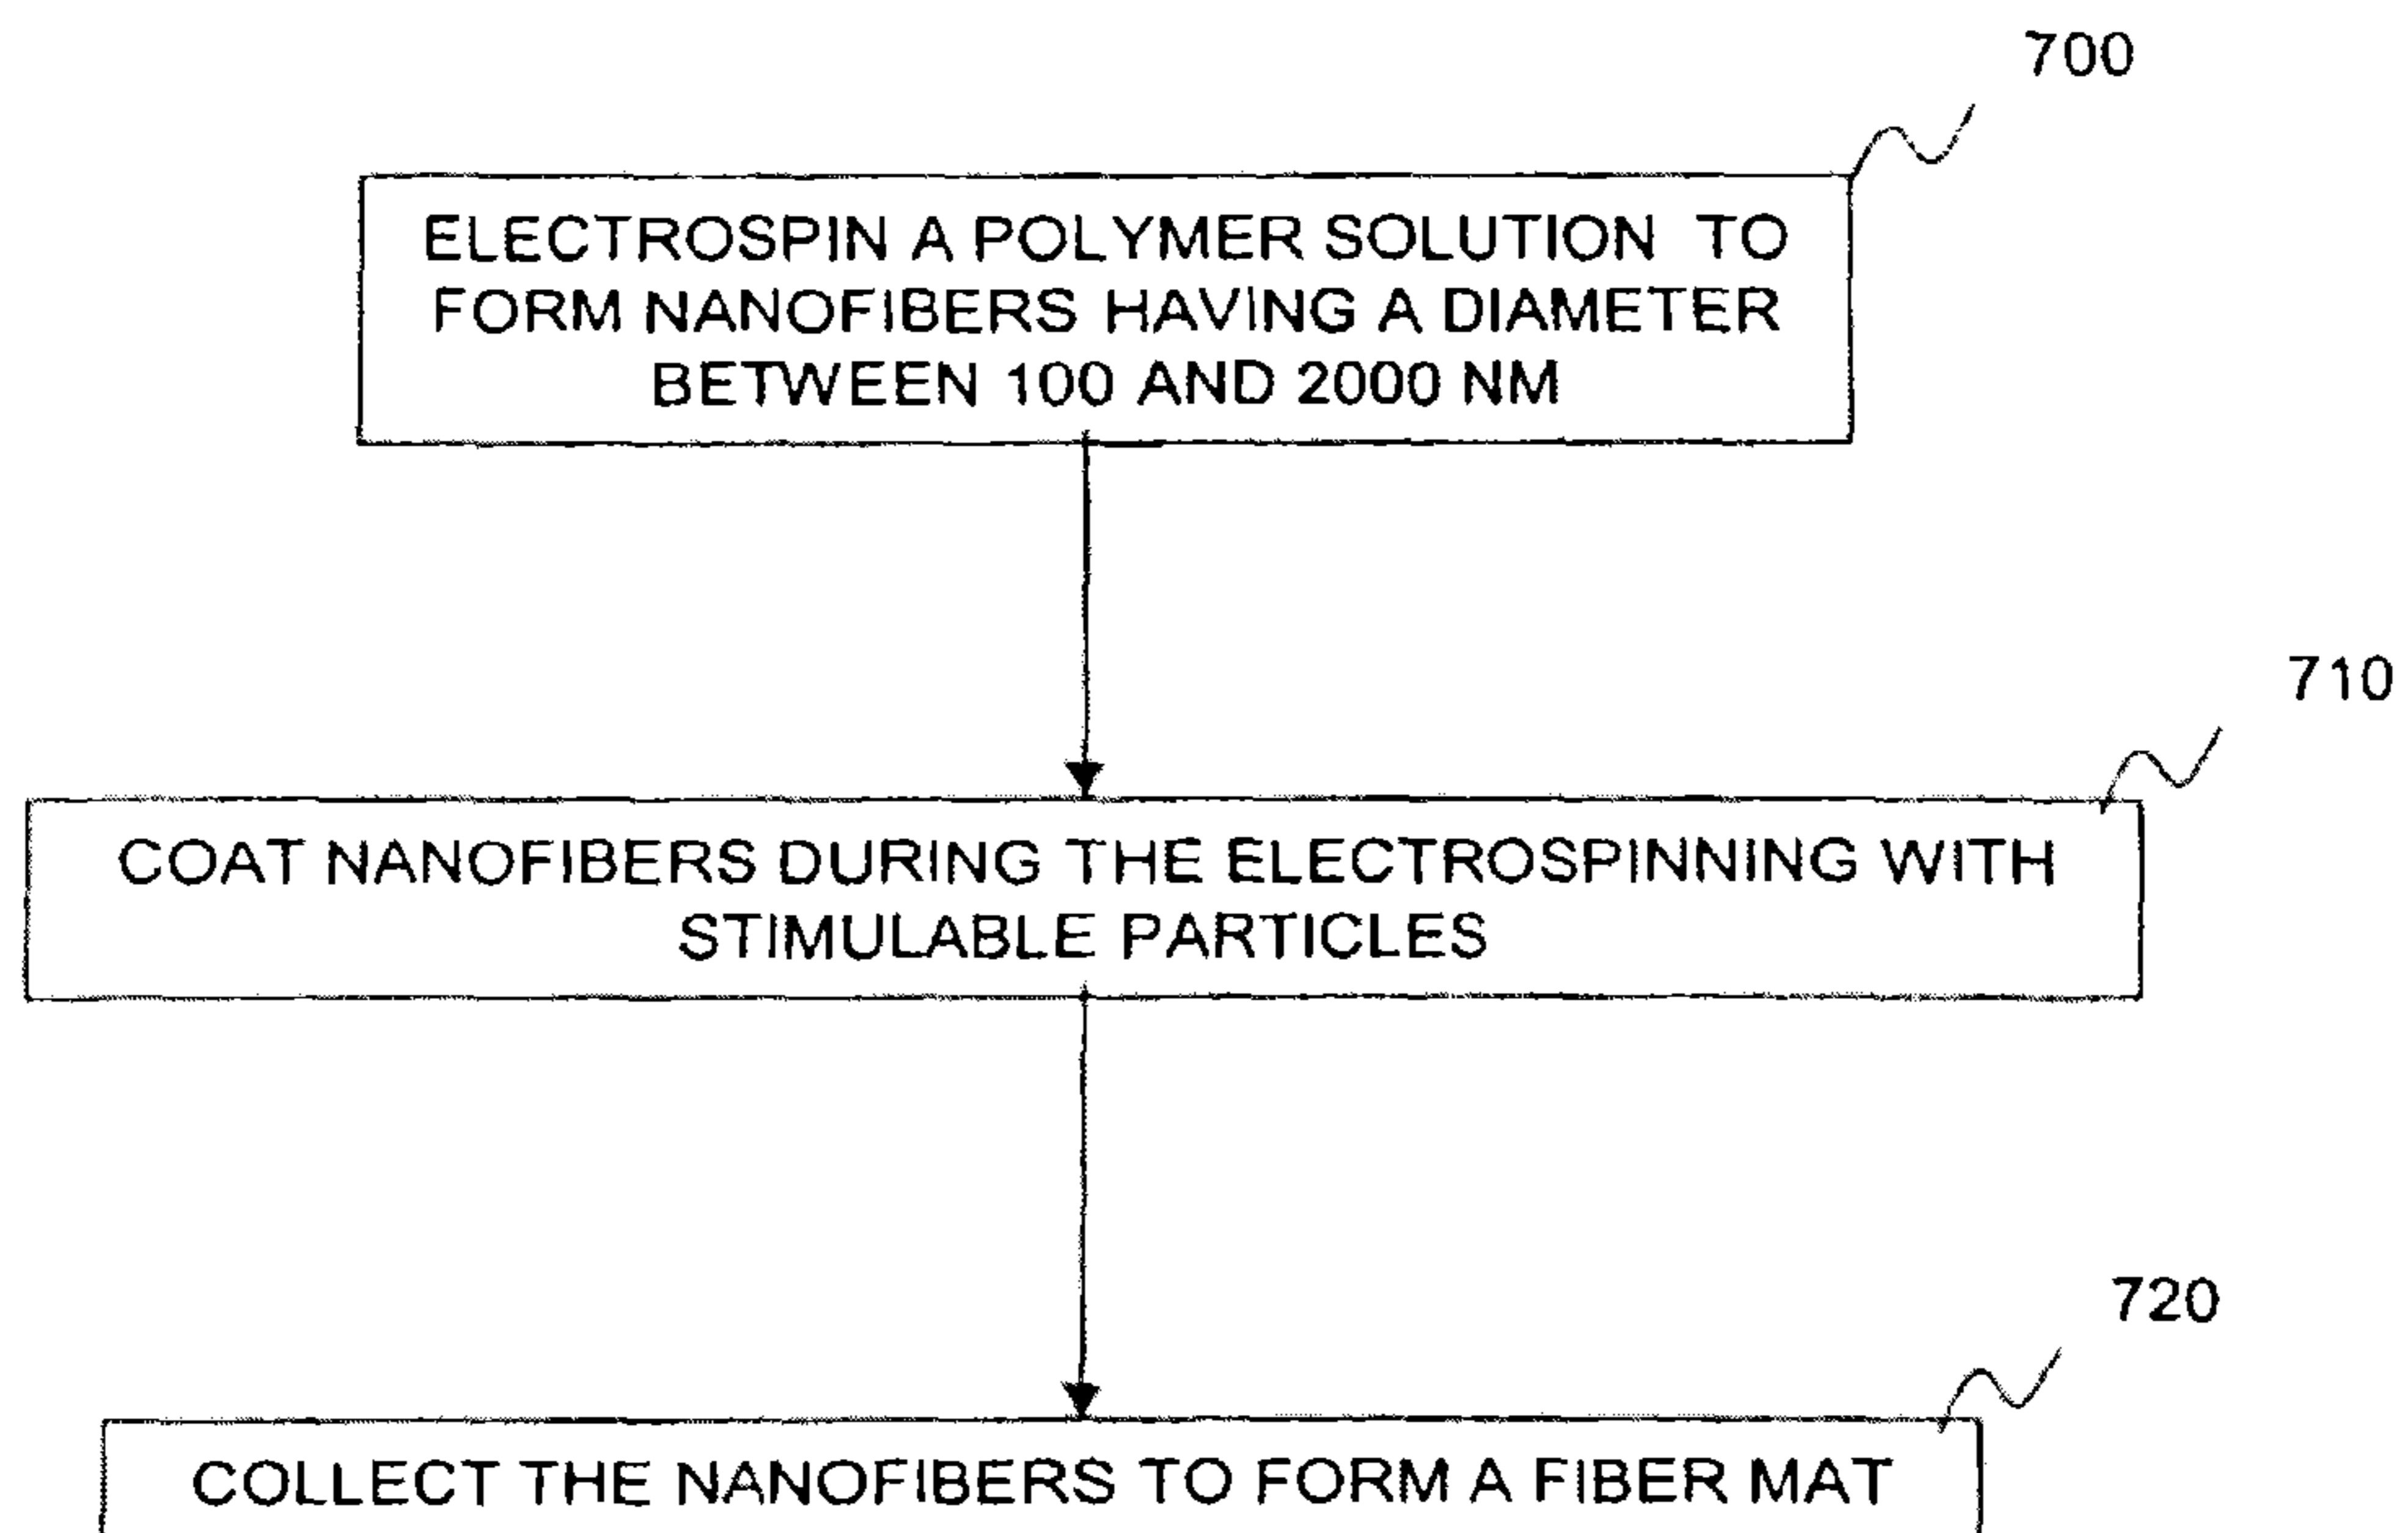 700
ELECTROSPIN A POLYMER SOLUTION TO
FORM NANOFIBERS HAVING A DIAMETER
BETWEEN 100 AND 2000 NM
710
COAT NANOFIBERS DURING THE ELECTROSPINNING WITH
STIMULABLE PARTICLES
720
COLLECT THE NANOFIBERS TO FORM A FIBER MAT